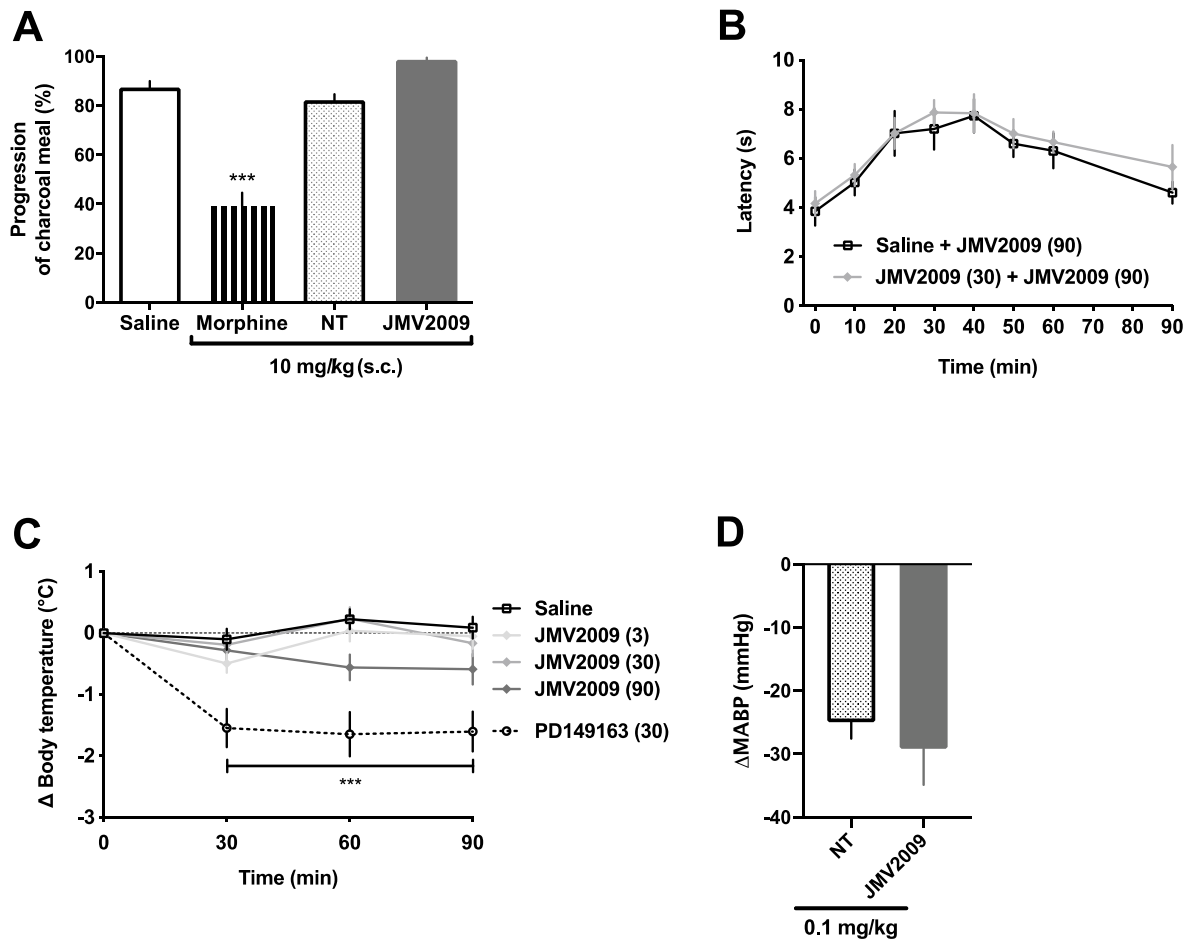 A
Progression
of charcoal meal (%)
100
80
60
40
20
0
***
Saline
Morphine
NT
JMV2009
10 mg/kg (s.c.)
B
Latency (s)
10
8
6
4
2
0
Saline + JMV2009 (90)
JMV2009 (30) + JMV2009 (90)
0 10 20 30 40 50 60 70 80 90
Time (min)
C
Δ Body temperature (°C)
1
0
-1
-2
-3
Saline
JMV2009 (3)
JMV2009 (30)
JMV2009 (90)
PD149163 (30)
***
0 30 60 90
Time (min)
D
ΔMABP (mmHg)
0
-10
-20
-30
-40
NT
JMV2009
0.1 mg/kg